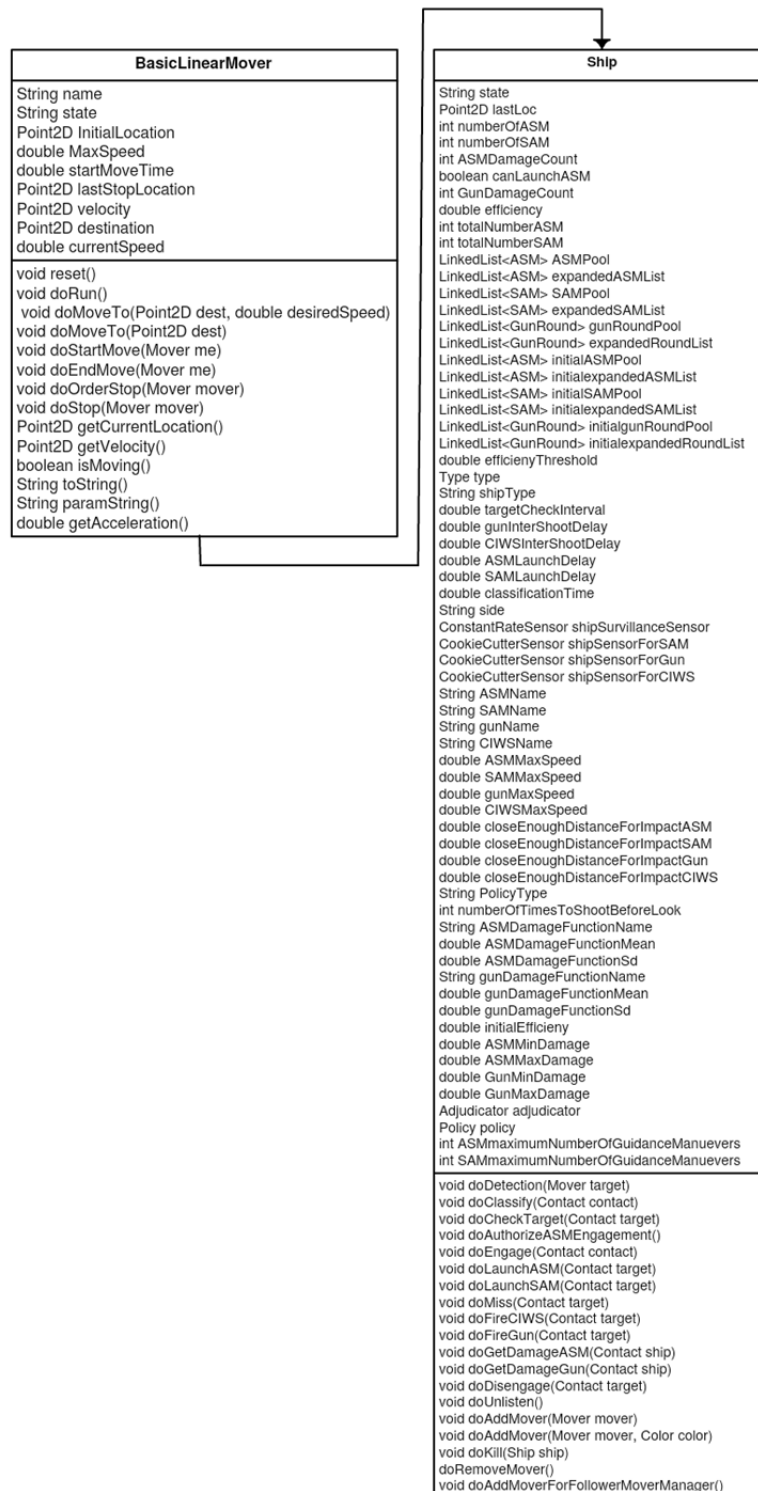 BasicLinearMover
String name
String state
Point2D InitialLocation
double MaxSpeed
double startMoveTime
Point2D lastStopLocation
Point2D velocity
Point2D destination
double currentSpeed
void reset()
void doRun()
void doMoveTo(Point2D dest, double desiredSpeed)
void doMoveTo(Point2D dest)
void doStartMove(Mover me)
void doEndMove(Mover me)
void doOrderStop(Mover mover)
void doStop(Mover mover)
Point2D getCurrentLocation()
Point2D getVelocity()
boolean isMoving()
String toString()
String paramString()
double getAcceleration()
Ship
String state
Point2D lastLoc
int numberOfASM
int numberOfSAM
int ASMDamageCount
boolean canLaunchASM
int GunDamageCount
double efficiency
int totalNumberASM
int totalNumberSAM
LinkedList<ASM> ASMPool
LinkedList<ASM> expandedASMList
LinkedList<SAM> SAMPool
LinkedList<SAM> expandedSAMList
LinkedList<GunRound> gunRoundPool
LinkedList<GunRound> expandedRoundList
LinkedList<ASM> initialASMPool
LinkedList<ASM> initialexpandedASMList
LinkedList<SAM> initialSAMPool
LinkedList<SAM> initialexpandedSAMList
LinkedList<GunRound> initialgunRoundPool
LinkedList<GunRound> initialexpandedRoundList
double efficienyThreshold
Type type
String shipType
double targetCheckInterval
double gunInterShootDelay
double CIWSInterShootDelay
double ASMLaunchDelay
double SAMLaunchDelay
double classificationTime
String side
ConstantRateSensor shipSurvillanceSensor
CookieCutterSensor shipSensorForSAM
CookieCutterSensor shipSensorForGun
CookieCutterSensor shipSensorForCIWS
String ASMName
String SAMName
String gunName
String CIWSName
double ASMMaxSpeed
double SAMMaxSpeed
double gunMaxSpeed
double CIWSMaxSpeed
double closeEnoughDistanceForImpactASM
double closeEnoughDistanceForImpactSAM
double closeEnoughDistanceForImpactGun
double closeEnoughDistanceForImpactCIWS
String PolicyType
int numberOfTimesToShootBeforeLook
String ASMDamageFunctionName
double ASMDamageFunctionMean
double ASMDamageFunctionSd
String gunDamageFunctionName
double gunDamageFunctionMean
double gunDamageFunctionSd
double initialEfficieny
double ASMMinDamage
double ASMMaxDamage
double GunMinDamage
double GunMaxDamage
Adjudicator adjudicator
Policy policy
int ASMmaximumNumberOfGuidanceManuevers
int SAMmaximumNumberOfGuidanceManuevers
void doDetection(Mover target)
void doClassify(Contact contact)
void doCheckTarget(Contact target)
void doAuthorizeASMEngagement()
void doEngage(Contact contact)
void doLaunchASM(Contact target)
void doLaunchSAM(Contact target)
void doMiss(Contact target)
void doFireCIWS(Contact target)
void doFireGun(Contact target)
void doGetDamageASM(Contact ship)
void doGetDamageGun(Contact ship)
void doDisengage(Contact target)
void doUnlisten()
void doAddMover(Mover mover)
void doAddMover(Mover mover, Color color)
void doKill(Ship ship)
doRemoveMover()
void doAddMoverForFollowerMoverManager()